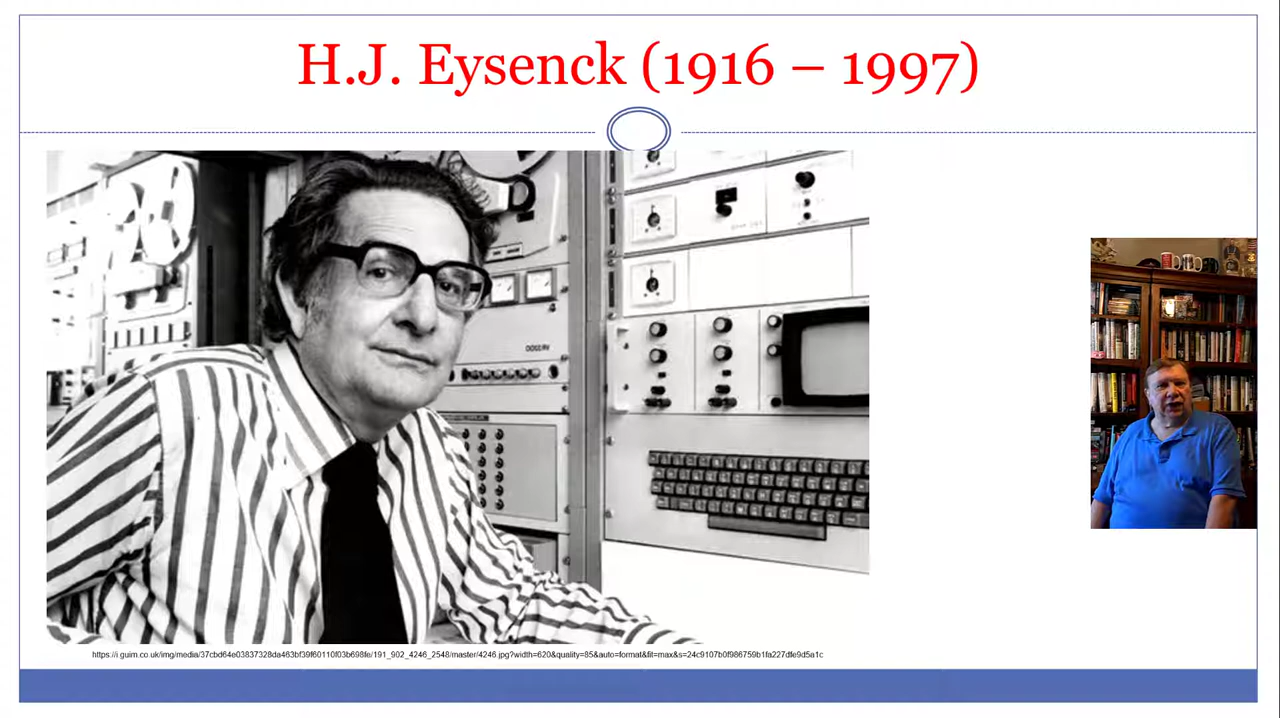 H.J. Eysenck (1916 – 1997)
https://i.guim.co.uk/img/media/37cbd64e03837328da463bf39f60110f03b698fe/191_902_4246_2548/master/4246.jpg?width=620&quality=85&auto=format&fit=max&s=24c9107b0f986759b1fa227dfe9d5a1c